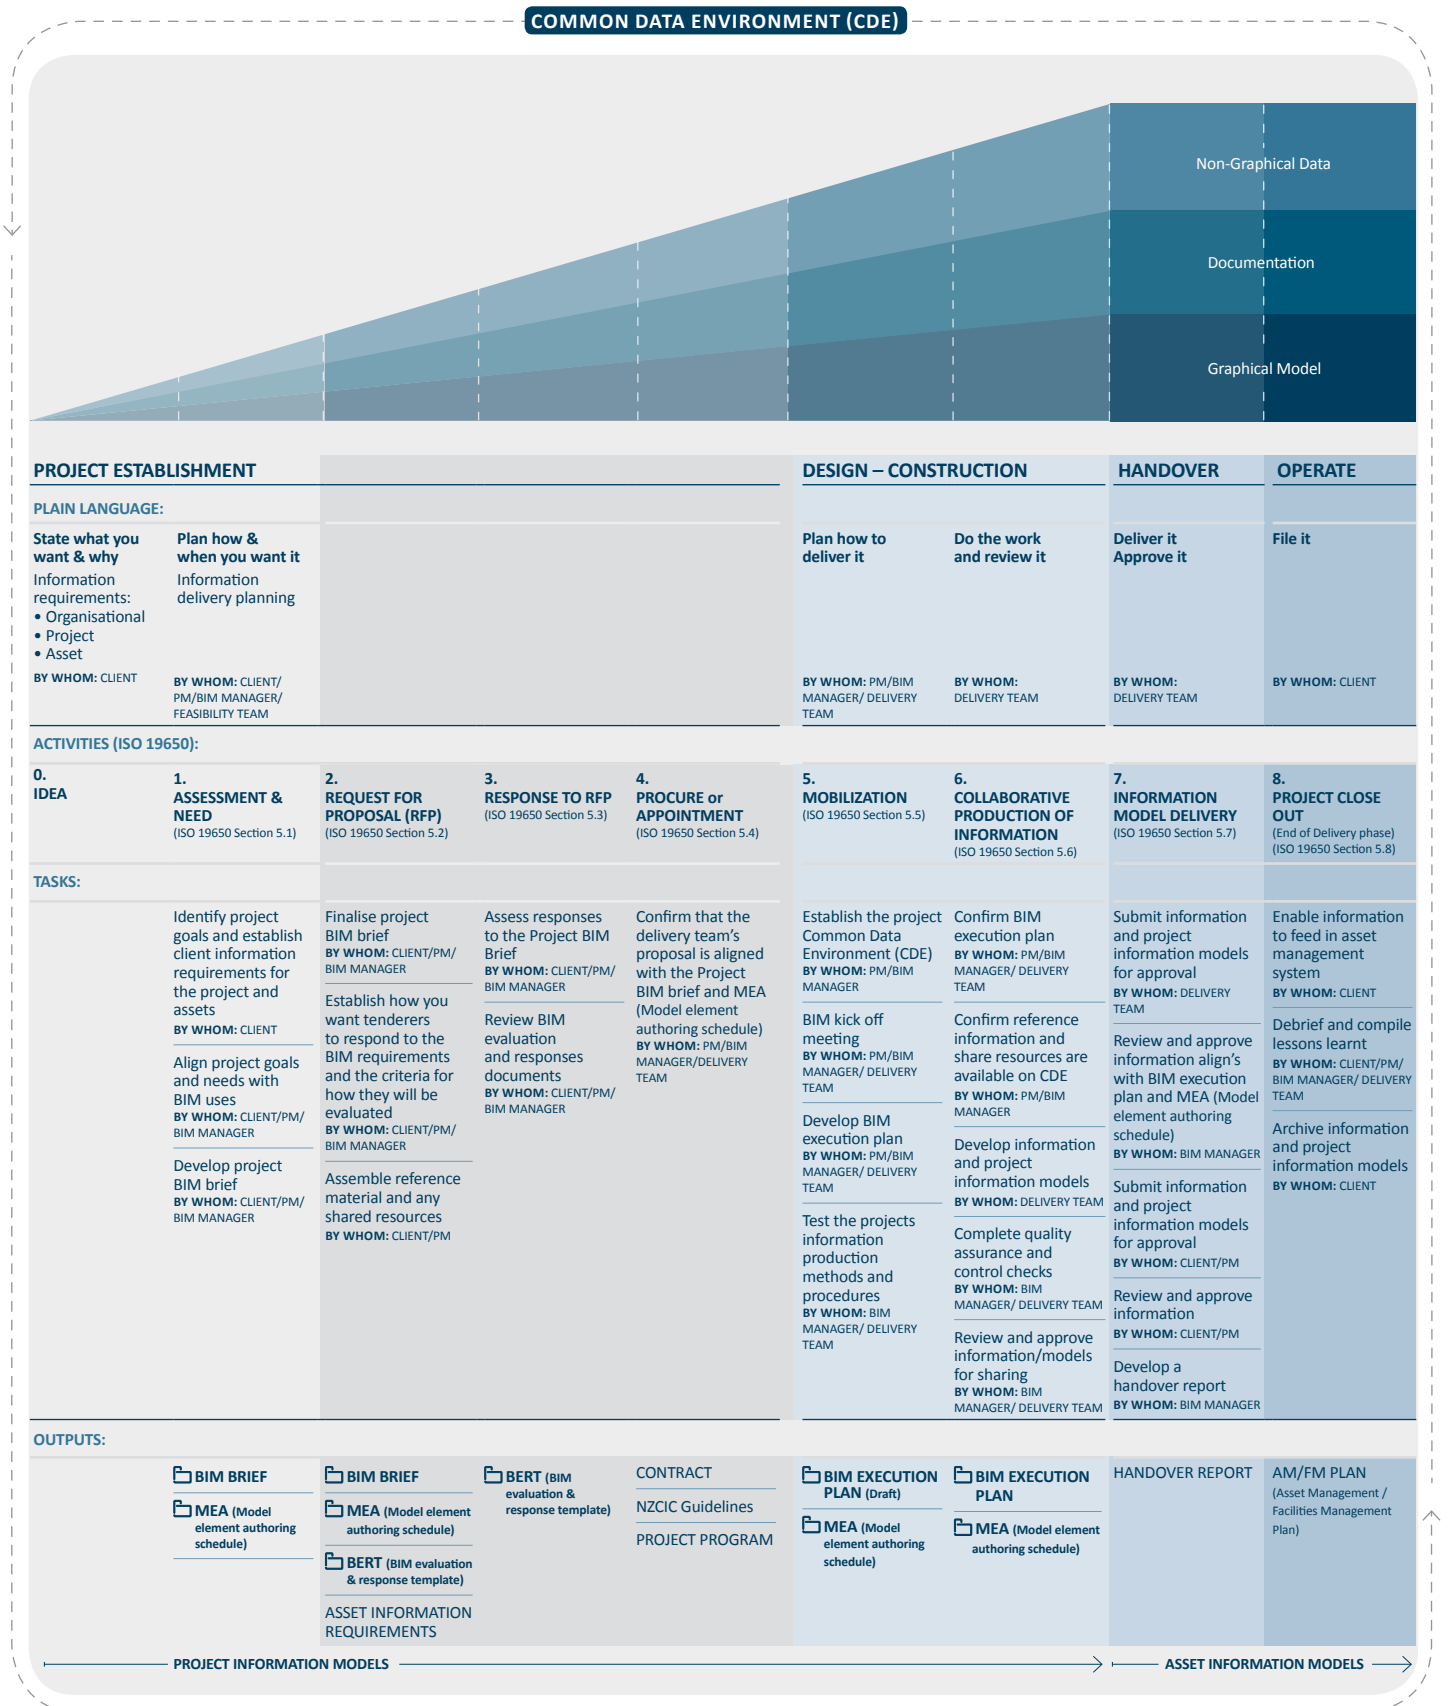 COMMON DATA ENVIRONMENT (CDE)
Non-Graphical Data
Documentation
Graphical Model
PROJECT ESTABLISHMENT
DESIGN – CONSTRUCTION
HANDOVER
OPERATE
PLAIN LANGUAGE:
State what you
want & why
Information
requirements:
• Organisational
• Project
• Asset
BY WHOM: CLIENT
Plan how &
when you want it
Information
delivery planning
BY WHOM: CLIENT/
PM/BIM MANAGER/
FEASIBILITY TEAM
Plan how to
deliver it
BY WHOM: PM/BIM
MANAGER/ DELIVERY
TEAM
Do the work
and review it
BY WHOM:
DELIVERY TEAM
Deliver it
Approve it
BY WHOM:
DELIVERY TEAM
File it
BY WHOM: CLIENT
ACTIVITIES (ISO 19650):
0.
IDEA
1.
ASSESSMENT &
NEED
(ISO 19650 Section 5.1)
2.
REQUEST FOR
PROPOSAL (RFP)
(ISO 19650 Section 5.2)
3.
RESPONSE TO RFP
(ISO 19650 Section 5.3)
4.
PROCURE or
APPOINTMENT
(ISO 19650 Section 5.4)
5.
MOBILIZATION
(ISO 19650 Section 5.5)
6.
COLLABORATIVE
PRODUCTION OF
INFORMATION
(ISO 19650 Section 5.6)
7.
INFORMATION
MODEL DELIVERY
(ISO 19650 Section 5.7)
8.
PROJECT CLOSE
OUT
(End of Delivery phase)
(ISO 19650 Section 5.8)
TASKS:
Identify project
goals and establish
client information
requirements for
the project and
assets
BY WHOM: CLIENT
Align project goals
and needs with
BIM uses
BY WHOM: CLIENT/PM/
BIM MANAGER
Develop project
BIM brief
BY WHOM: CLIENT/PM/
BIM MANAGER
Finalise project
BIM brief
BY WHOM: CLIENT/PM/
BIM MANAGER
Establish how you
want tenderers
to respond to the
BIM requirements
and the criteria for
how they will be
evaluated
BY WHOM: CLIENT/PM/
BIM MANAGER
Assemble reference
material and any
shared resources
BY WHOM: CLIENT/PM
Assess responses
to the Project BIM
Brief
BY WHOM: CLIENT/PM/
BIM MANAGER
Review BIM
evaluation
and responses
documents
BY WHOM: CLIENT/PM/
BIM MANAGER
Confirm that the
delivery team's
proposal is aligned
with the Project
BIM brief and MEA
(Model element
authoring schedule)
BY WHOM: PM/BIM
MANAGER/DELIVERY
TEAM
Establish the project
Common Data
Environment (CDE)
BY WHOM: PM/BIM
MANAGER
BIM kick off
meeting
BY WHOM: PM/BIM
MANAGER/ DELIVERY
TEAM
Develop BIM
execution plan
BY WHOM: PM/BIM
MANAGER/ DELIVERY
TEAM
Test the projects
information
production
methods and
procedures
BY WHOM: BIM
MANAGER/ DELIVERY
TEAM
Confirm BIM
execution plan
BY WHOM: PM/BIM
MANAGER/ DELIVERY
TEAM
Confirm reference
information and
share resources are
available on CDE
BY WHOM: PM/BIM
MANAGER
Develop information
and project
information models
BY WHOM: DELIVERY TEAM
Complete quality
assurance and
control checks
BY WHOM: BIM
MANAGER/ DELIVERY TEAM
Review and approve
information/models
for sharing
BY WHOM: BIM
MANAGER/ DELIVERY TEAM
Submit information
and project
information models
for approval
BY WHOM: DELIVERY
TEAM
Review and approve
information align's
with BIM execution
plan and MEA (Model
element authoring
schedule)
BY WHOM: BIM MANAGER
Submit information
and project
information models
for approval
BY WHOM: CLIENT/PM
Review and approve
information
BY WHOM: CLIENT/PM
Develop a
handover report
BY WHOM: BIM MANAGER
Enable information
to feed in asset
management
system
BY WHOM: CLIENT
Debrief and compile
lessons learnt
BY WHOM: CLIENT/PM/
BIM MANAGER/ DELIVERY
TEAM
Archive information
and project
information models
BY WHOM: CLIENT
OUTPUTS:
BIM BRIEF
MEA (Model
element authoring
schedule)
BIM BRIEF
MEA (Model element
authoring schedule)
BERT (BIM evaluation
& response template)
ASSET INFORMATION
REQUIREMENTS
BERT (BIM
evaluation &
response template)
CONTRACT
NZCIC Guidelines
PROJECT PROGRAM
BIM EXECUTION
PLAN (Draft)
MEA (Model
element authoring
schedule)
BIM EXECUTION
PLAN
MEA (Model element
authoring schedule)
HANDOVER REPORT
AM/FM PLAN
(Asset Management /
Facilities Management
Plan)
PROJECT INFORMATION MODELS
ASSET INFORMATION MODELS